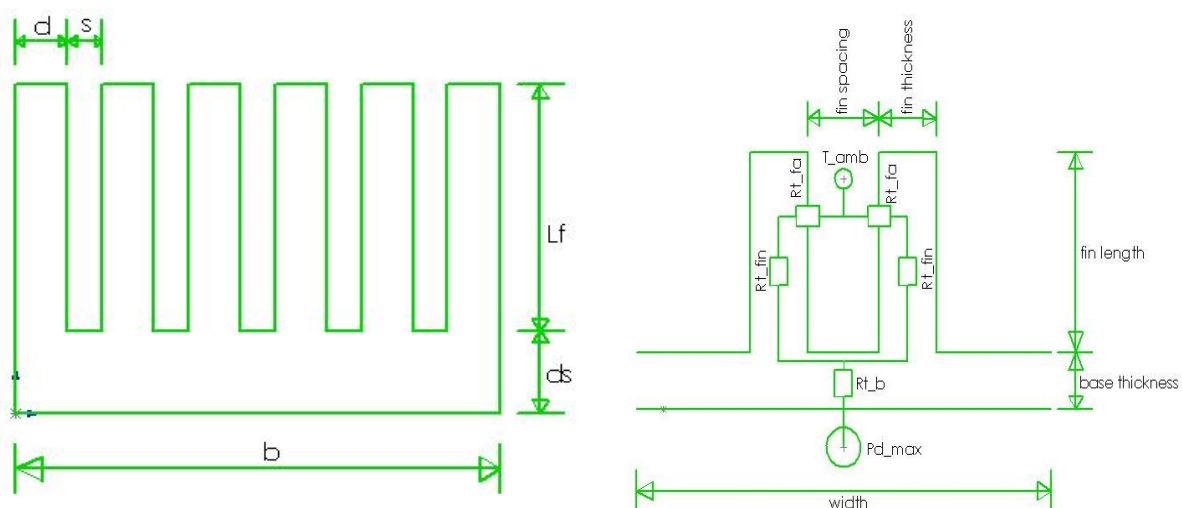 d
s
Lf
ds
b
fin spacing
fin thickness
T_amb
Rt_fa
Rt_fa
Rt_fin
Rt_fin
fin length
Rt_b
base thickness
Pd_max
width